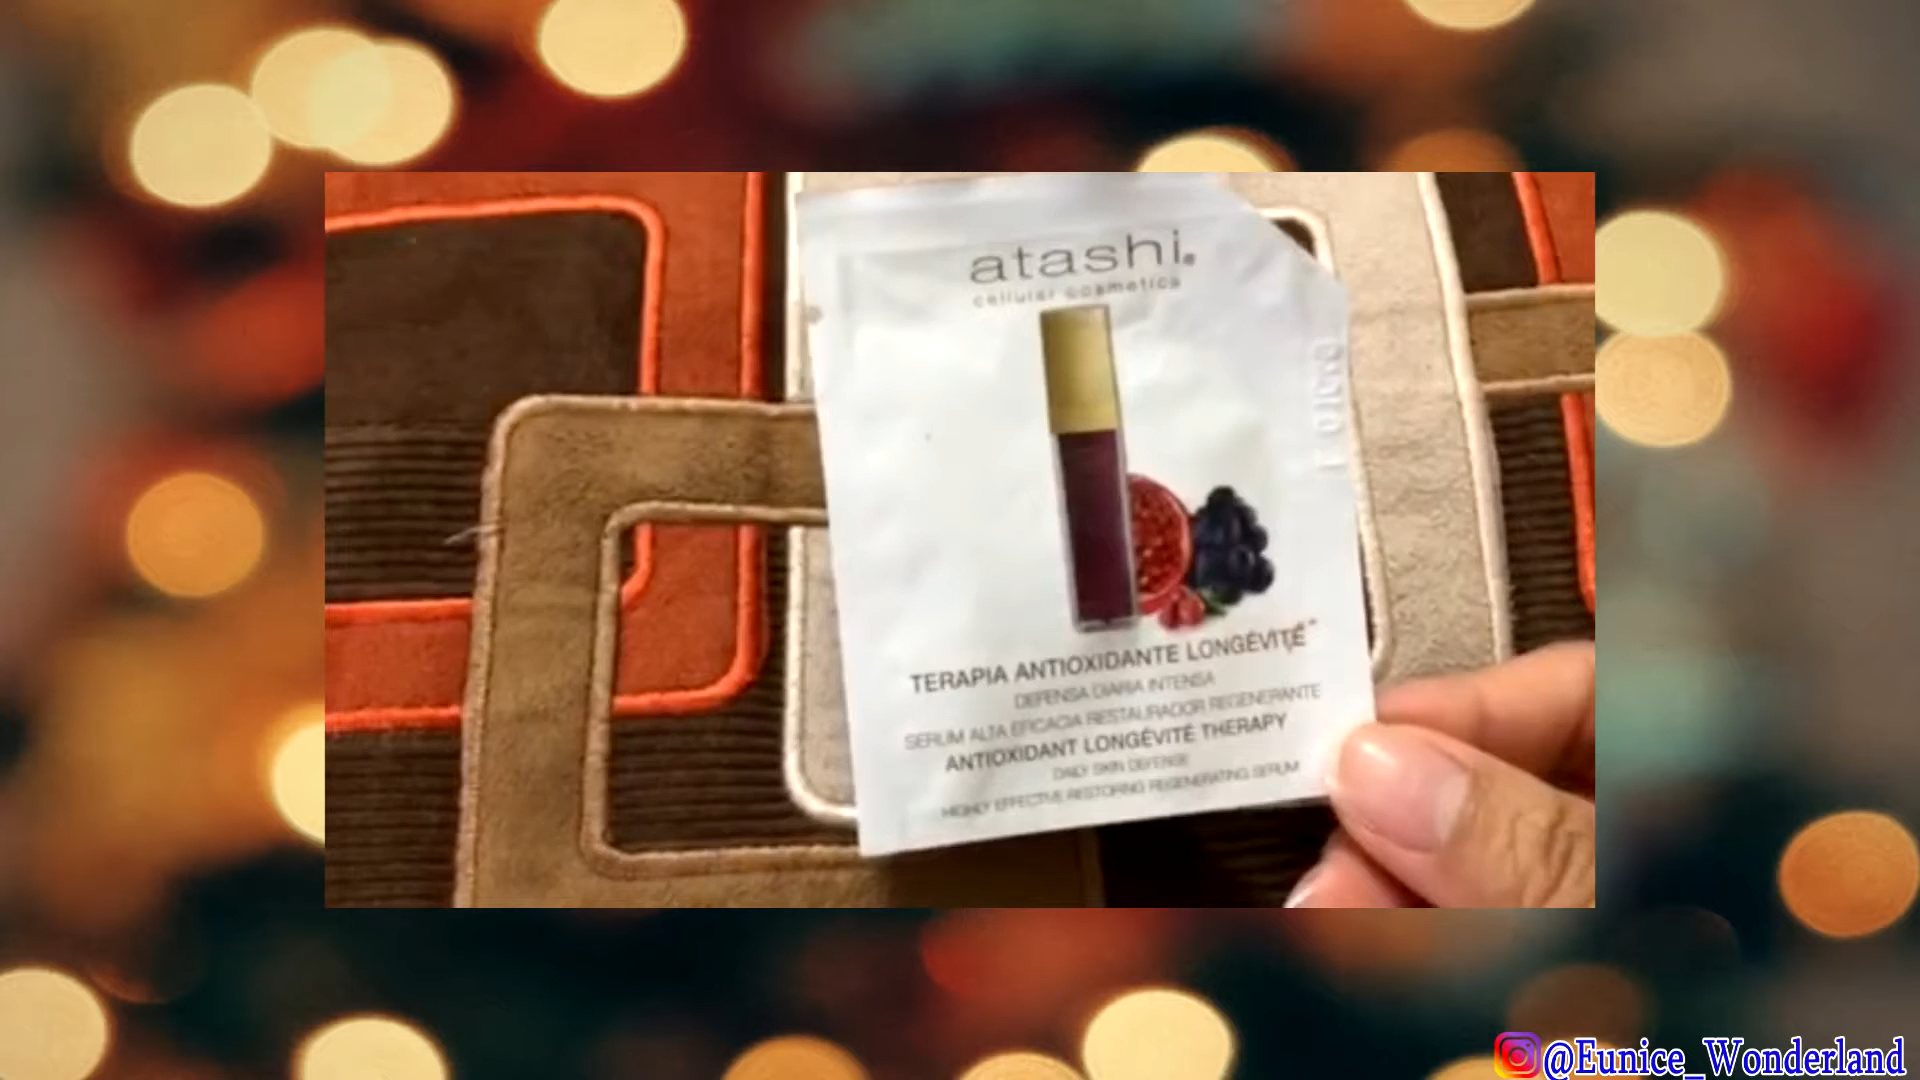 atashi®
cellular cosmetics
TERAPIA ANTIOXIDANTE LONGÉVITÉ
DEFENSA DIARIA INTENSA
SERUM ALTA EFICACIA RESTAURADOR REGENERANTE
ANTIOXIDANT LONGÉVITÉ THERAPY
DAILY SKIN DEFENSE
HIGHLY EFFECTIVE RESTORING REGENERATING SERUM
@Eunice_Wonderland